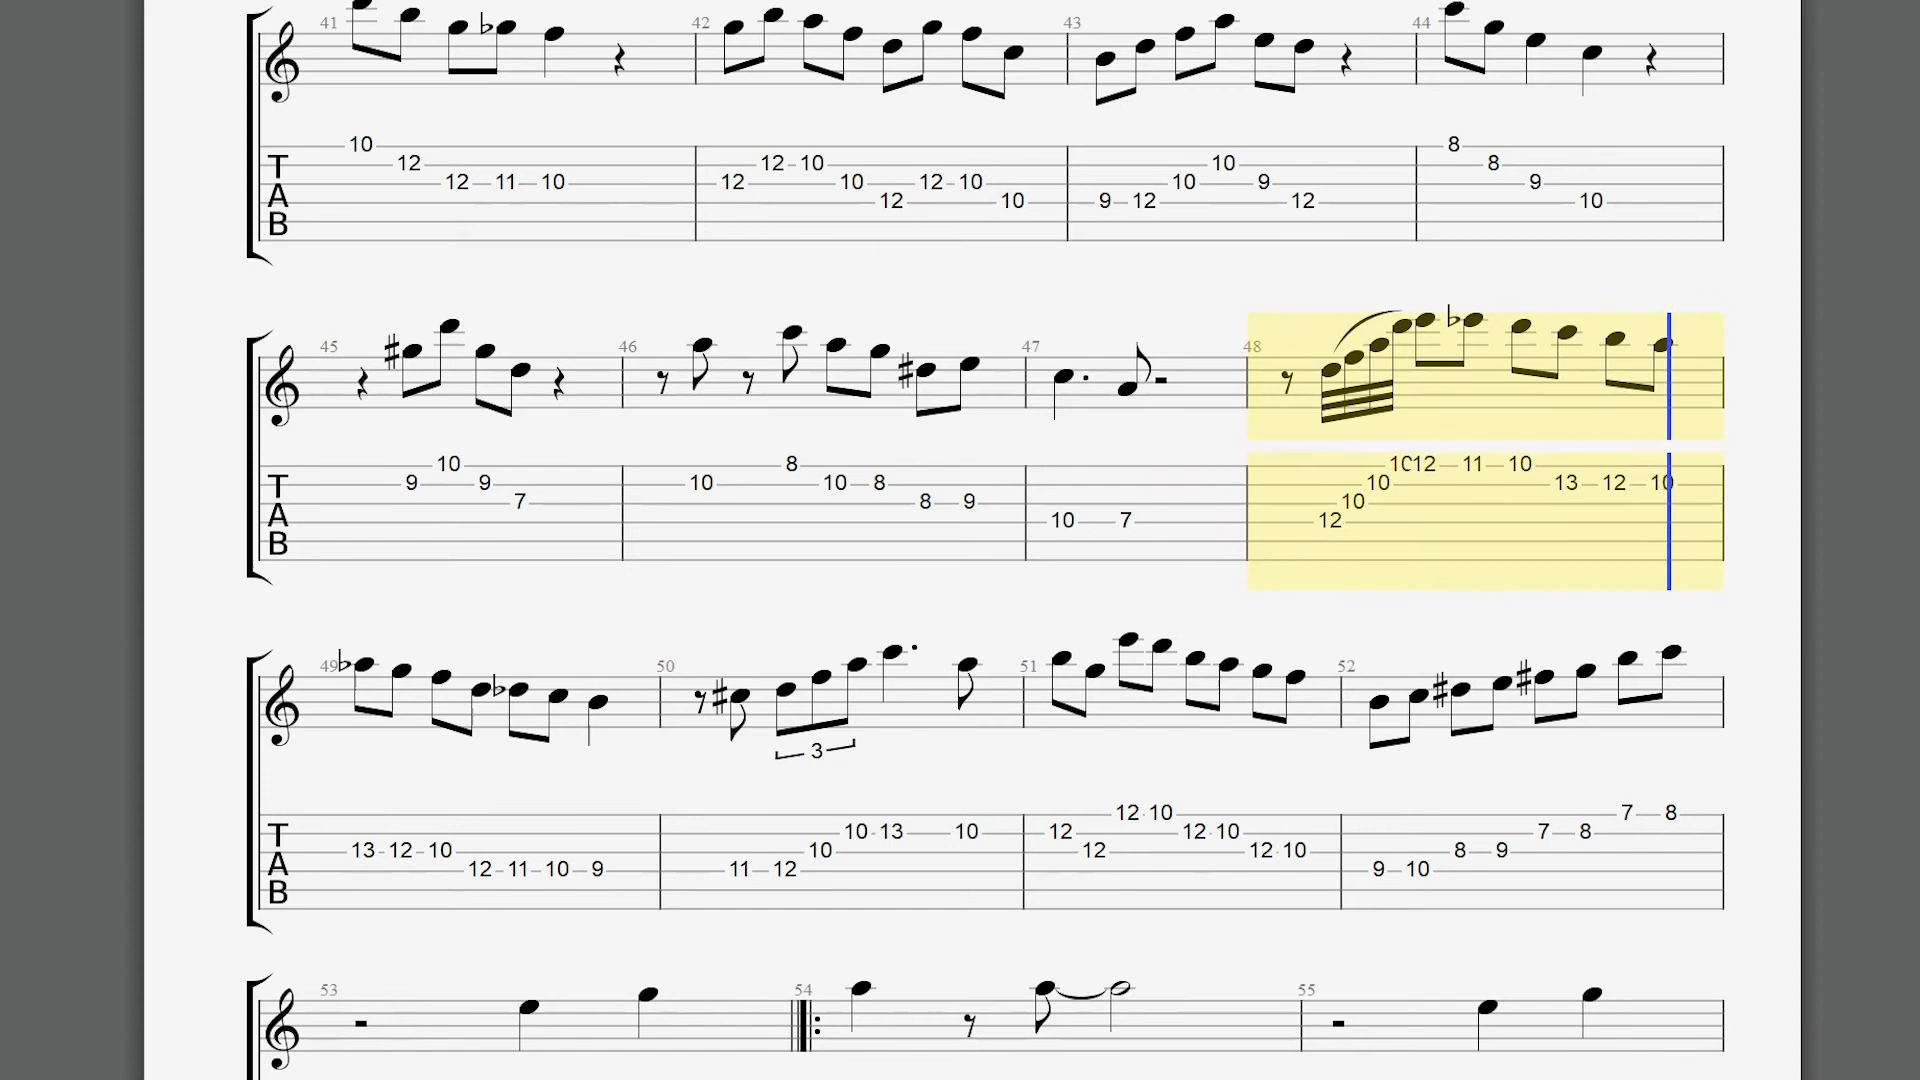 41 42 43 44
10 8
T 12 12 10 10 8
12 11 10 12 10 12 10 10 9 9
A 12 10 9 12 12 10
B
45 46 47 48
10 8 10 12 11 10
T 9 9 10 10 8 10 13 12 10
7 8 9 10
A 10 7 12
B
49 50 51 52
3
12 10 7 8
T 10 13 10 12 12 10 7 8
13 12 10 10 12 12 10 8 9
A 12 11 10 9 11 12 9 10
B
53 54 55